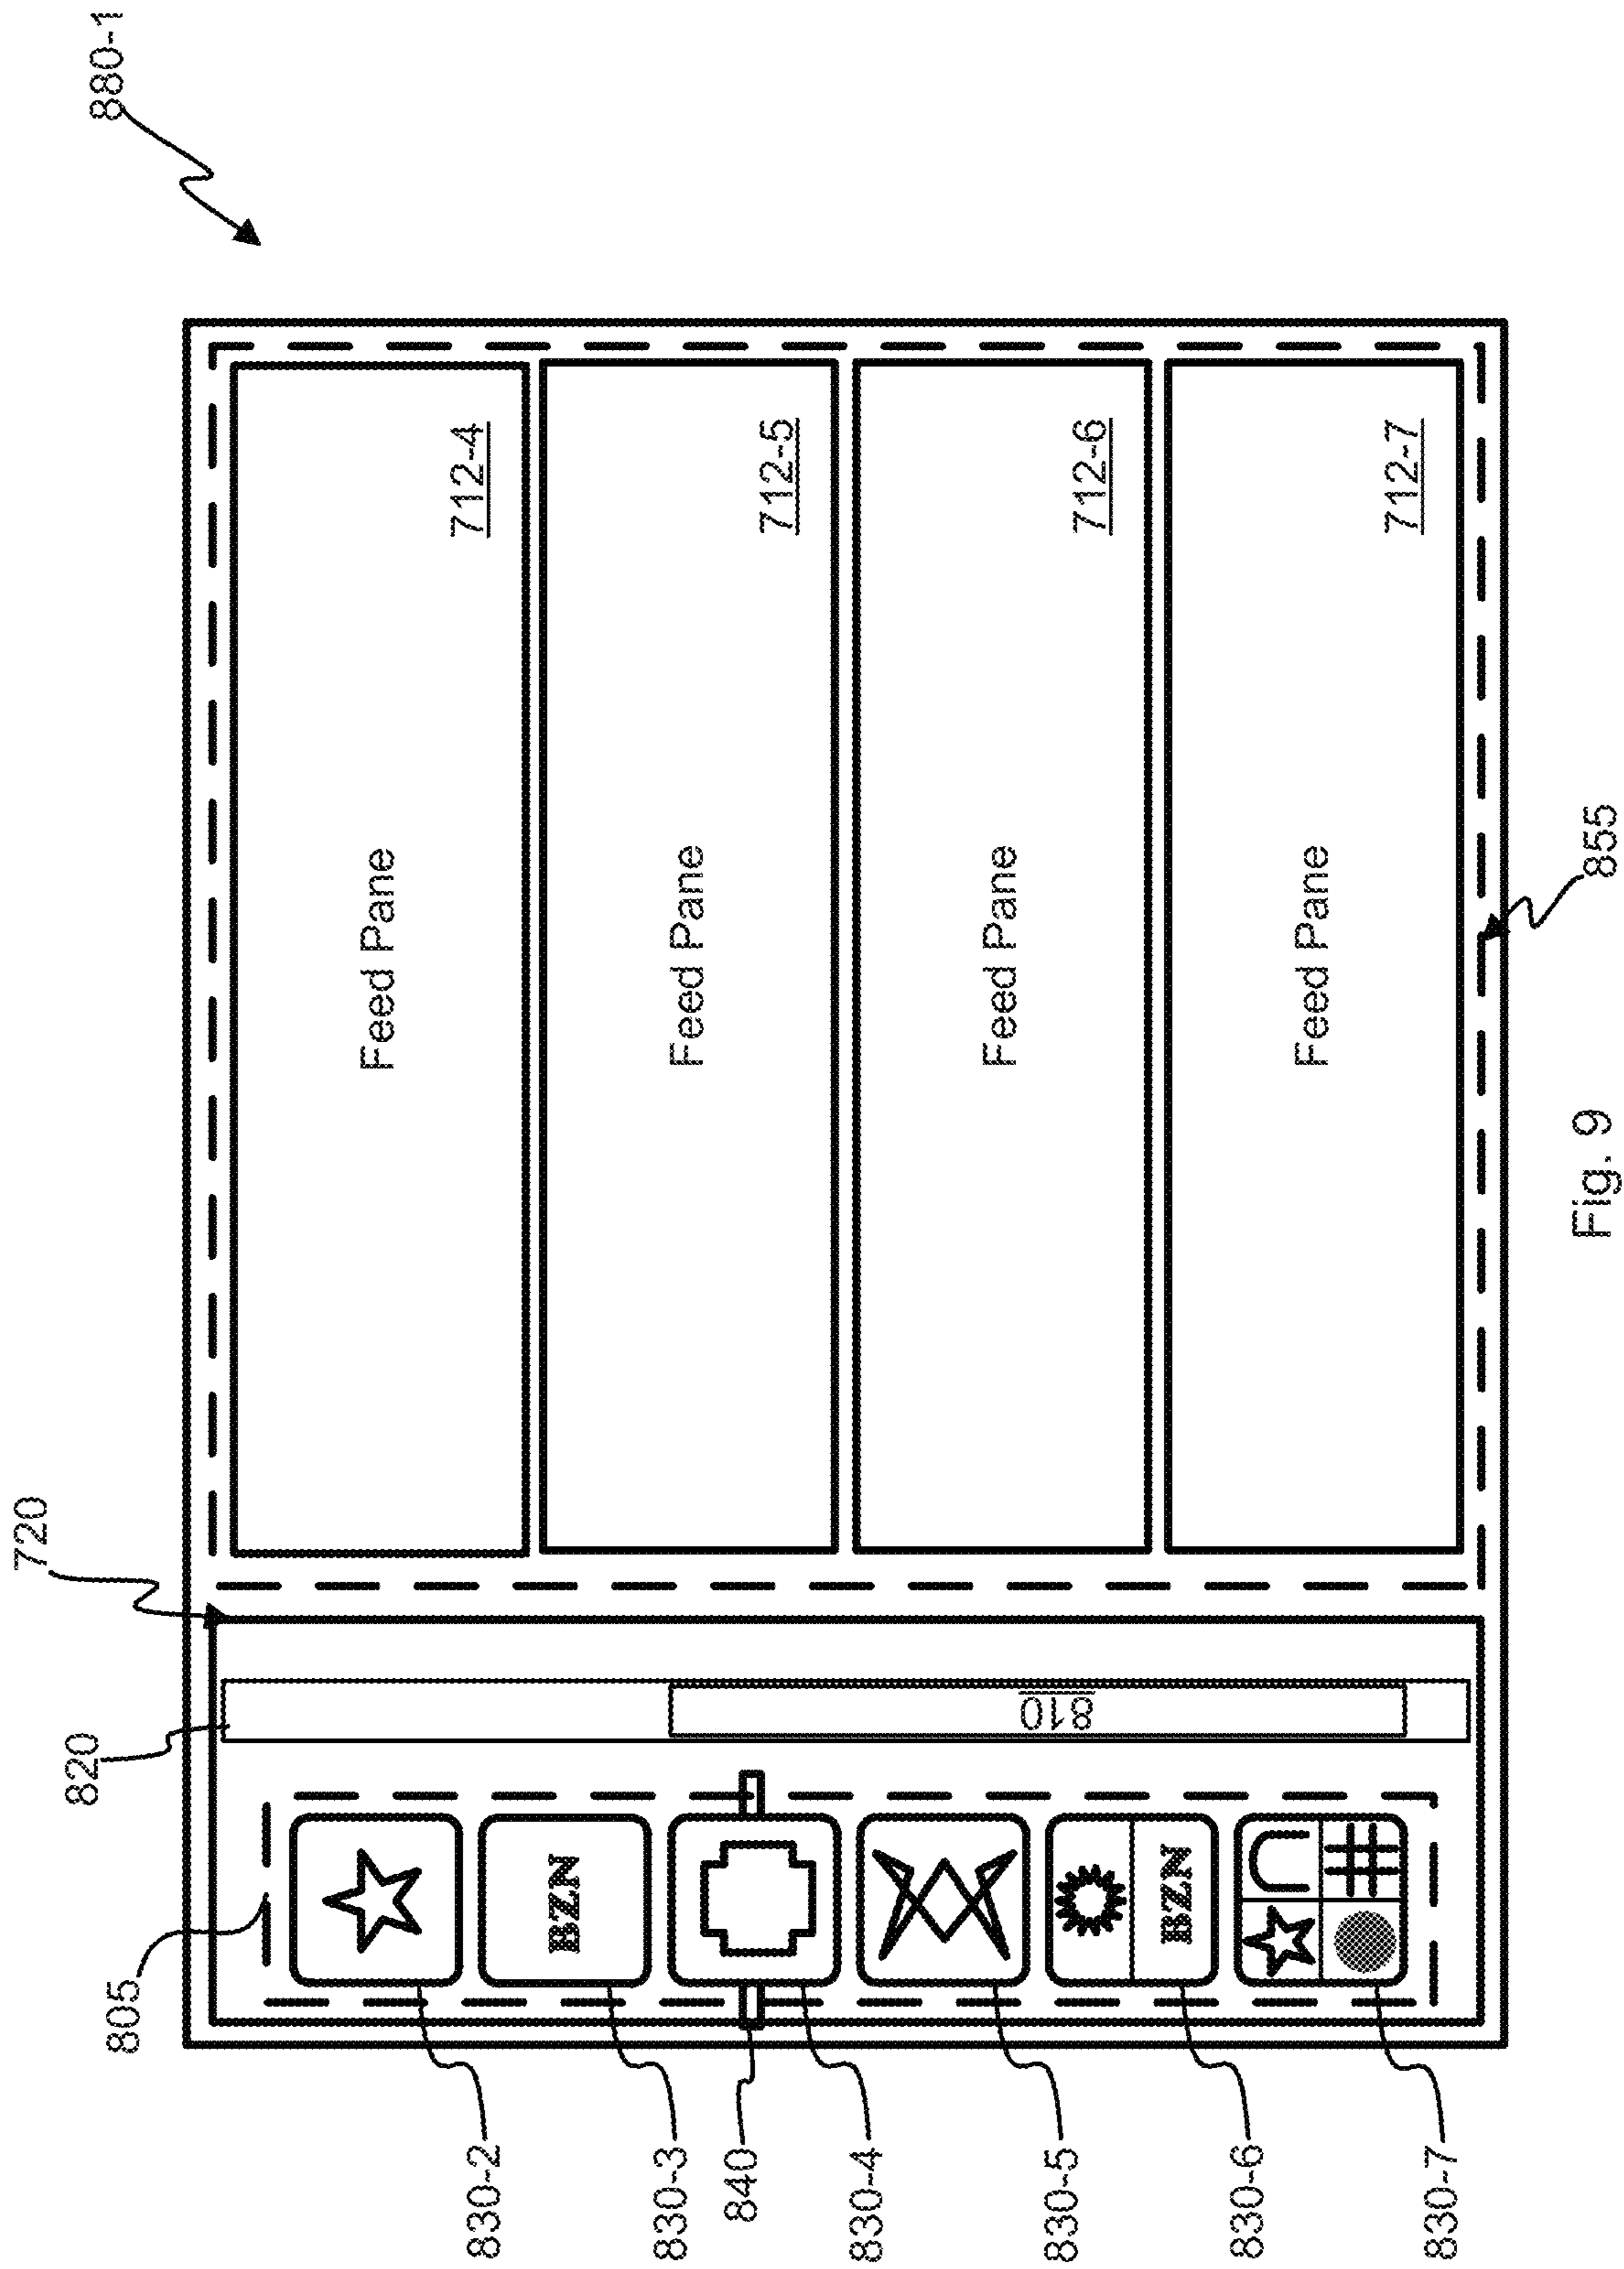 880-1
720
820
805
Feed Pane
712-4
Feed Pane
712-5
Feed Pane
712-6
Feed Pane
712-7
810
BZN
BZN
830-2
830-3
840
830-4
830-5
830-6
830-7
855
Fig. 9